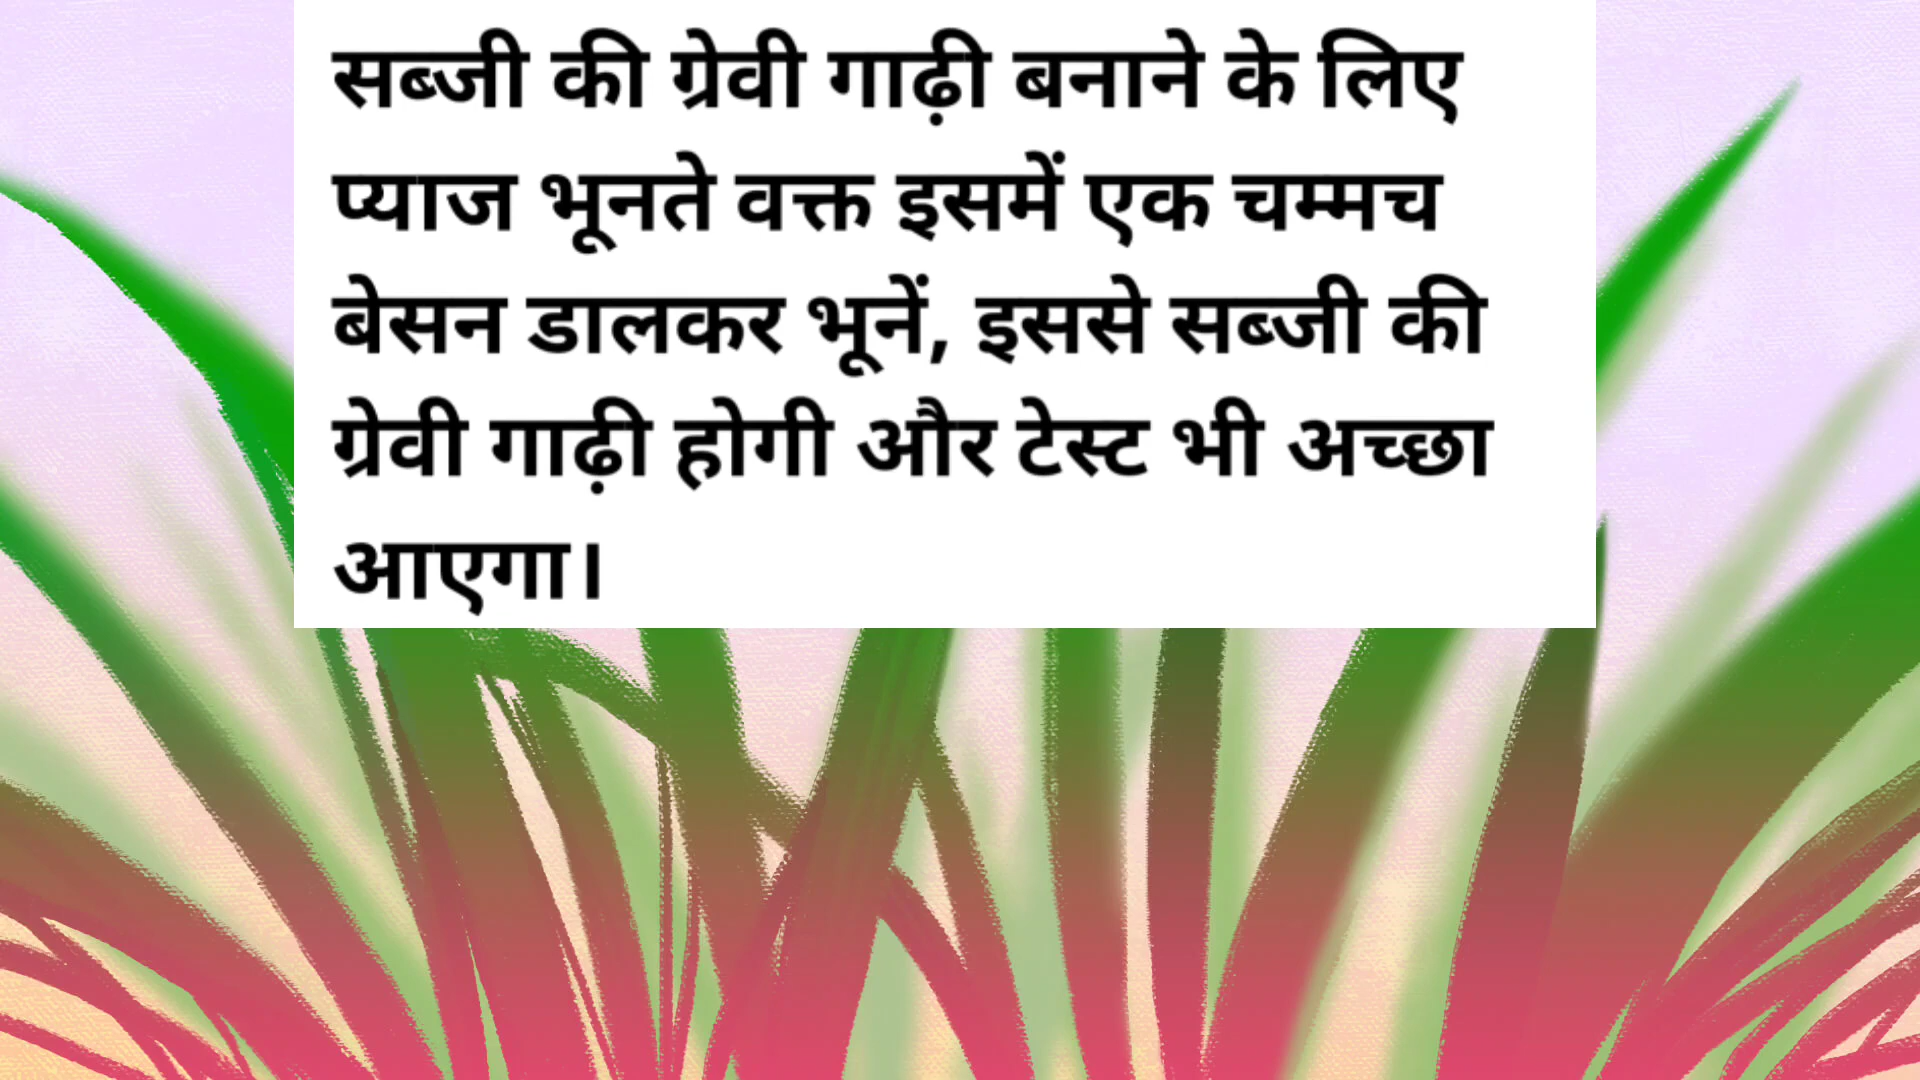 सब्जी की ग्रेवी गाढ़ी बनाने के लिए
प्याज भूनते वक्त इसमें एक चम्मच
बेसन डालकर भूनें, इससे सब्जी की
ग्रेवी गाढ़ी होगी और टेस्ट भी अच्छा
आएगा।